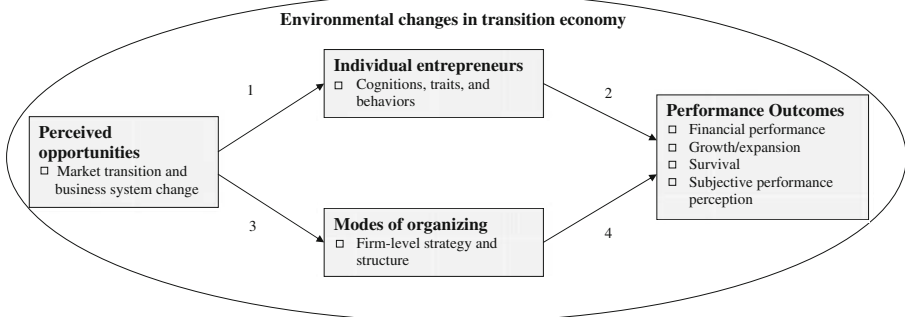 Environmental changes in transition economy
Individual entrepreneurs
Cognitions, traits, and
behaviors
1
2
Performance Outcomes
Financial performance
Growth/expansion
Survival
Subjective performance
perception
Perceived
opportunities
Market transition and
business system change
Modes of organizing
Firm-level strategy and
structure
3
4